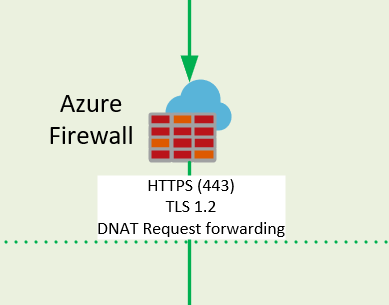 Azure
Firewall
HTTPS (443)
TLS 1.2
DNAT Request forwarding